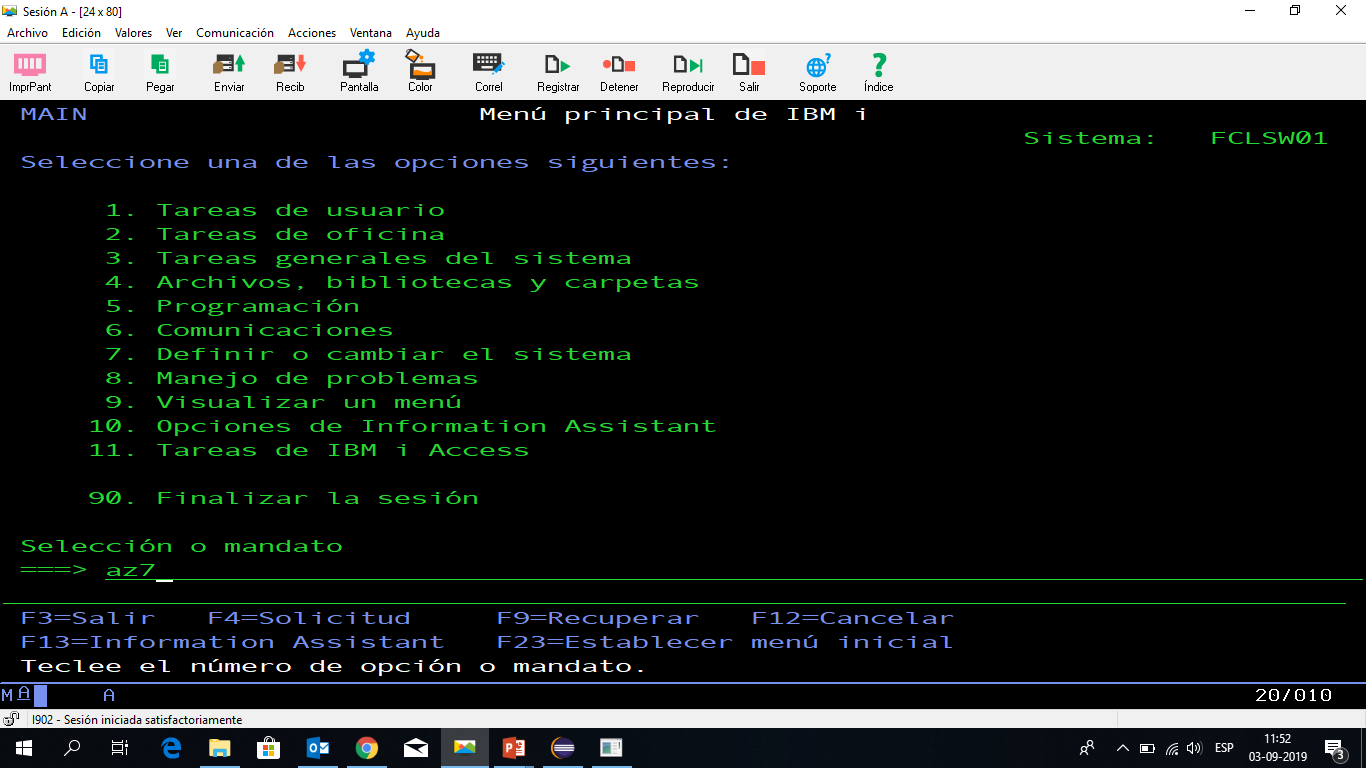 Sesión A - [24 x 80]
Archivo Edición Valores Ver Comunicación Acciones Ventana Ayuda
ImprPant Copiar Pegar Enviar Recib Pantalla Color Correl Registrar Detener Reproducir Salir Soporte Índice
MAIN Menú principal de IBM i
Sistema: FCLSW01
Seleccione una de las opciones siguientes:
1. Tareas de usuario
2. Tareas de oficina
3. Tareas generales del sistema
4. Archivos, bibliotecas y carpetas
5. Programación
6. Comunicaciones
7. Definir o cambiar el sistema
8. Manejo de problemas
9. Visualizar un menú
10. Opciones de Information Assistant
11. Tareas de IBM i Access
90. Finalizar la sesión
Selección o mandato
===> az7
F3=Salir F4=Solicitud F9=Recuperar F12=Cancelar
F13=Information Assistant F23=Establecer menú inicial
Teclee el número de opción o mandato.
M A A 20/010
I902 - Sesión iniciada satisfactoriamente
ESP 11:52
03-09-2019 3